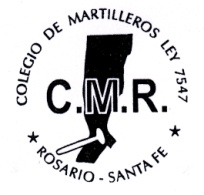 COLEGIO DE MARTILLEROS LEY 7547
C.M.R.
★ ROSARIO - SANTA FE ★